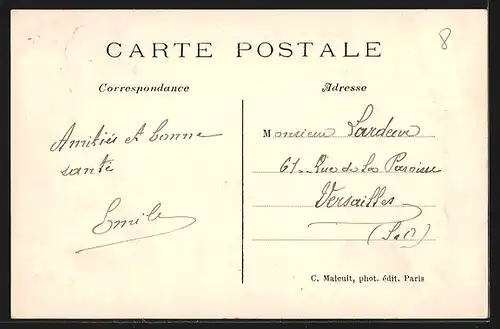 8
CARTE POSTALE
Correspondance
Adresse
Amitiés et bonne
santé
Emile
Monsieur
61 Rue de La Paroisse
Versailles
(S.O)
C. Malcuit, phot. édit. Paris